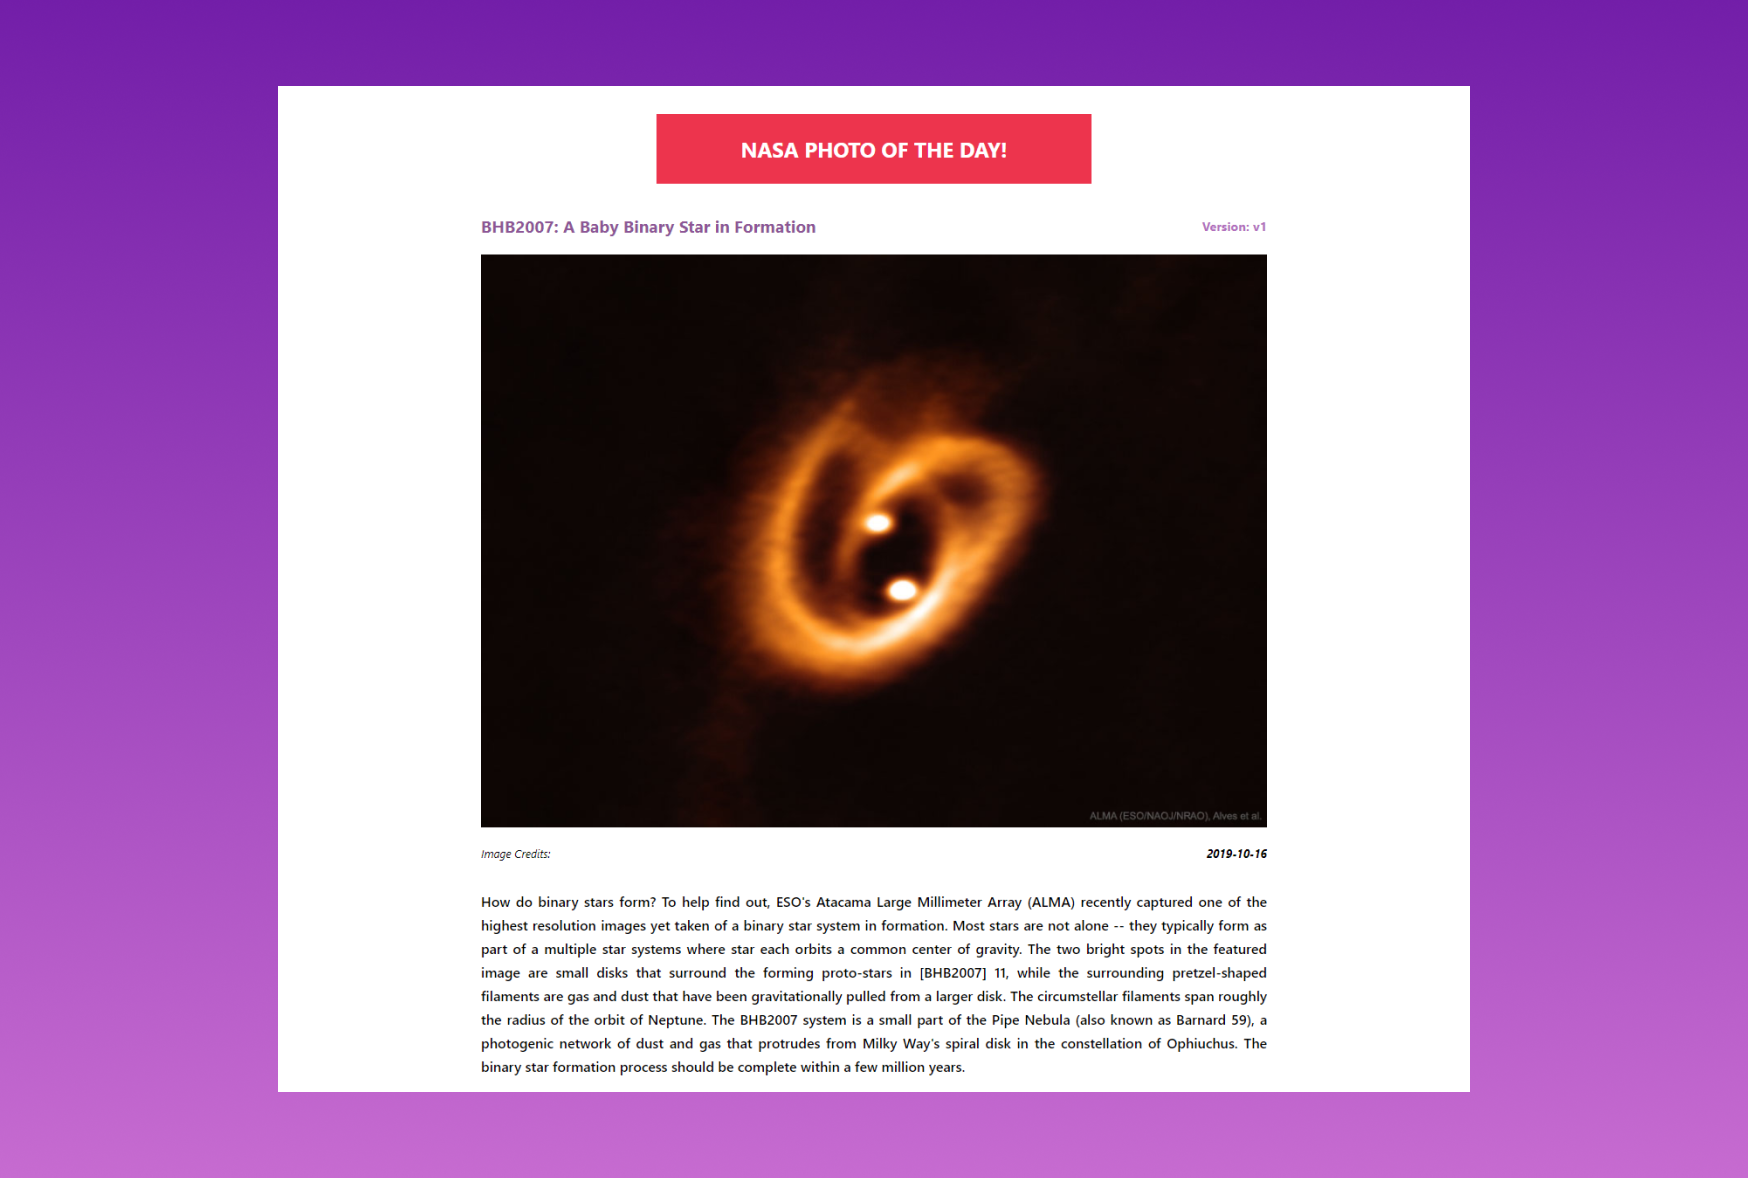 NASA PHOTO OF THE DAY!
BHB2007: A Baby Binary Star in Formation
Version: v1
ALMA (ESO/NAOJ/NRAO), Alves et al.
Image Credits:
2019-10-16
How do binary stars form? To help find out, ESO's Atacama Large Millimeter Array (ALMA) recently captured one of the
highest resolution images yet taken of a binary star system in formation. Most stars are not alone -- they typically form as
part of a multiple star systems where star each orbits a common center of gravity. The two bright spots in the featured
image are small disks that surround the forming proto-stars in [BHB2007] 11, while the surrounding pretzel-shaped
filaments are gas and dust that have been gravitationally pulled from a larger disk. The circumstellar filaments span roughly
the radius of the orbit of Neptune. The BHB2007 system is a small part of the Pipe Nebula (also known as Barnard 59), a
photogenic network of dust and gas that protrudes from Milky Way's spiral disk in the constellation of Ophiuchus. The
binary star formation process should be complete within a few million years.